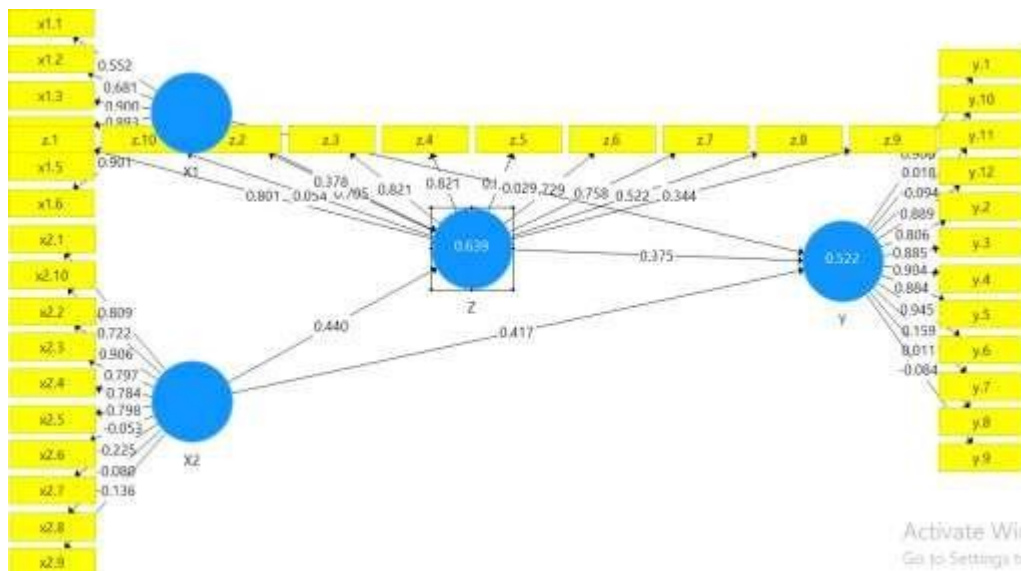 x1.1
x1.2
x1.3
x1.5
x1.6
0.552
0.681
0.900
0.893
0.901
X1
z.1
z.10
z.2
z.3
z.4
z.5
z.6
z.7
z.8
z.9
0.801
0.054
0.378
0.821
0.821
-0.029
0.758
0.522
0.344
0.639
Z
0.375
0.440
0.417
x2.1
x2.10
x2.2
x2.3
x2.4
x2.5
x2.6
x2.7
x2.8
x2.9
0.809
0.722
0.906
0.797
0.784
0.798
-0.053
-0.225
-0.136
X2
0.522
y
0.018
-0.094
0.889
0.806
0.885
0.884
0.945
0.159
0.011
-0.084
y.1
y.10
y.11
y.12
y.2
y.3
y.4
y.5
y.6
y.7
y.8
y.9
Activate Wi
Go to Settings t